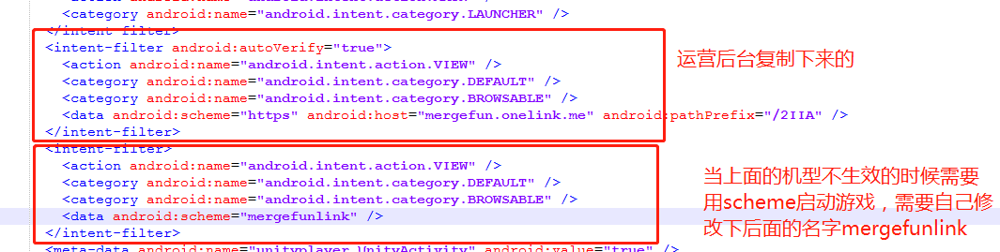 <category android:name="android.intent.category.LAUNCHER" />
</intent-filter>
<intent-filter android:autoVerify="true">
<action android:name="android.intent.action.VIEW" />
<category android:name="android.intent.category.DEFAULT" />
<category android:name="android.intent.category.BROWSABLE" />
<data android:scheme="https" android:host="mergefun.onelink.me" android:pathPrefix="/2IIA" />
</intent-filter>
运营后台复制下来的
<intent-filter>
<action android:name="android.intent.action.VIEW" />
<category android:name="android.intent.category.DEFAULT" />
<category android:name="android.intent.category.BROWSABLE" />
<data android:scheme="mergefunlink" />
</intent-filter>
当上面的机型不生效的时候需要
用scheme启动游戏，需要自己修
改下后面的名字mergefunlink
<meta-data android:name="unityplayer.UnityActivity" android:value="true" />